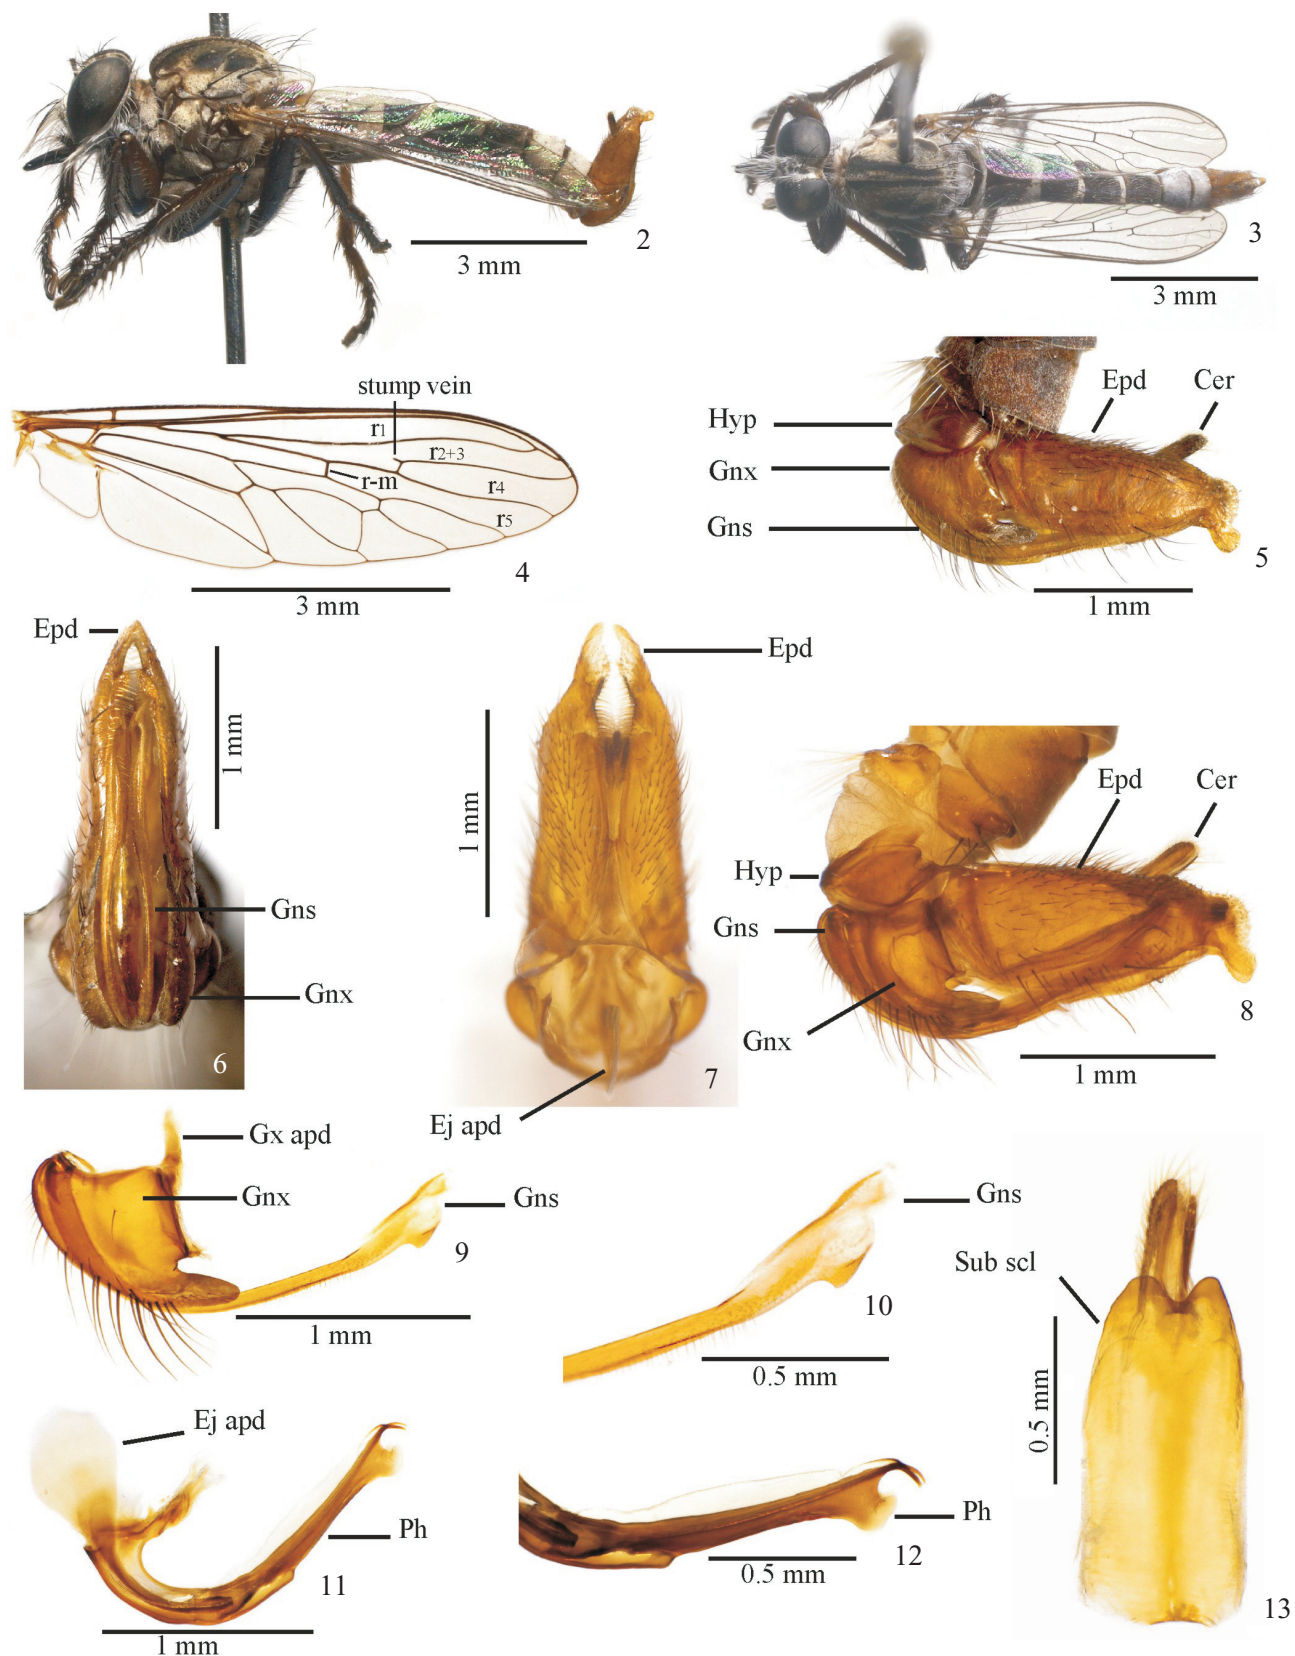 2
3 mm
3
3 mm
stump vein
r1
r2+3
r-m
r4
r5
4
3 mm
Epd
Cer
Hyp
Gnx
Gns
5
1 mm
Epd
1 mm
Gns
Gnx
6
Epd
1 mm
7
Ej apd
Epd
Cer
Hyp
Gns
Gnx
8
1 mm
Gx apd
Gnx
Gns
9
1 mm
Gns
10
0.5 mm
Sub scl
0.5 mm
13
Ej apd
Ph
11
1 mm
Ph
12
0.5 mm